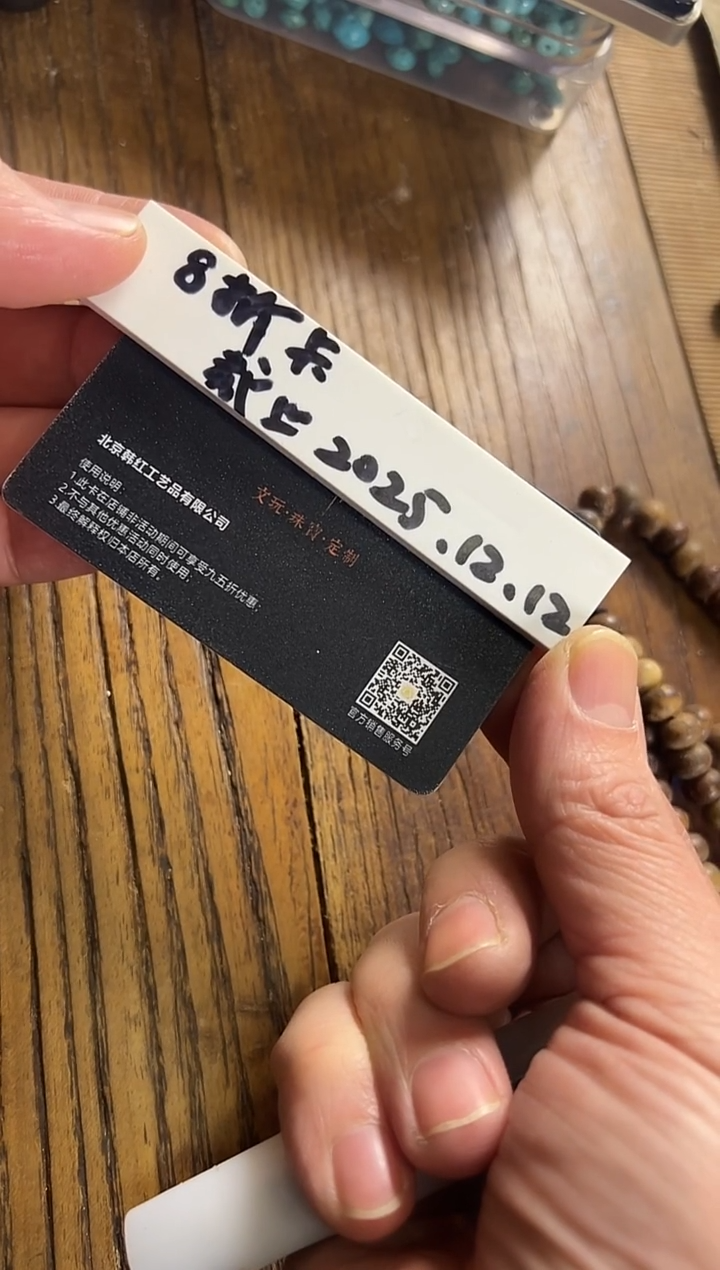 8折卡
截止2025.12.12
北京韩红工艺品有限公司
文玩·珠宝·定制
使用说明：
1.此卡在店铺非活动期间可享受九五折优惠；
2.不与其他优惠活动同时使用；
3.最终解释权归本店所有。
官方销售服务号